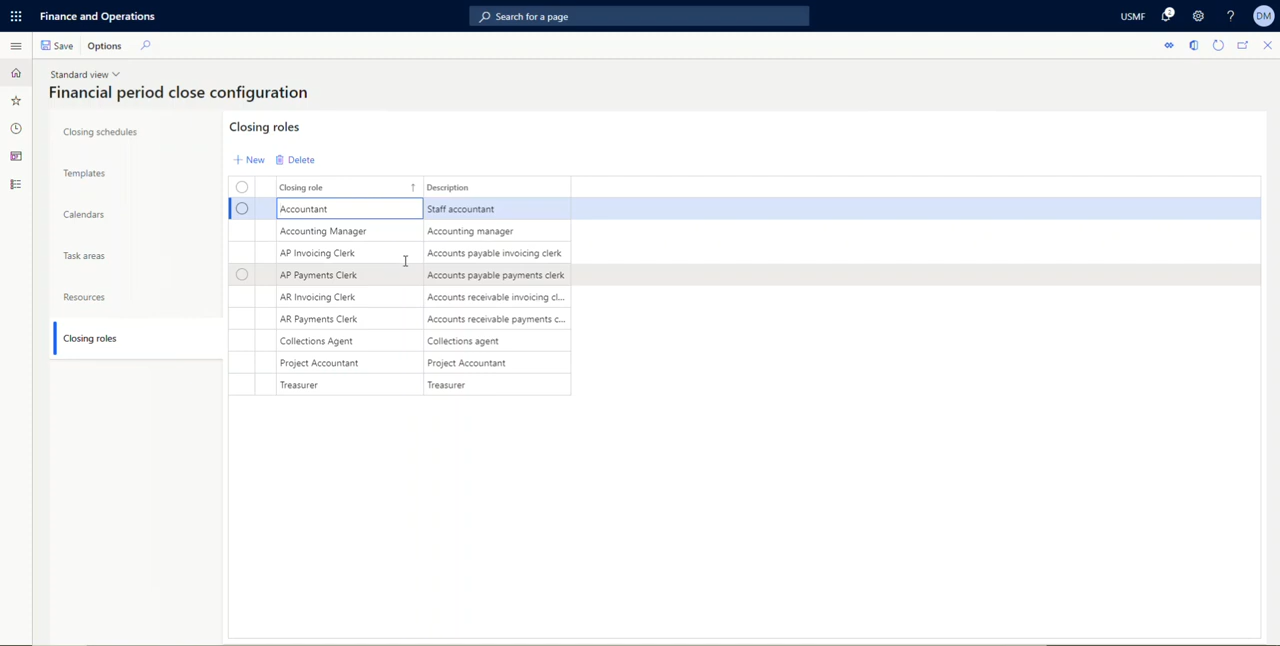 Finance and Operations
Search for a page
USMF
2
?
DM
Save
Options
Standard view
Financial period close configuration
Closing schedules
Templates
Calendars
Task areas
Resources
Closing roles
Closing roles
New Delete
Closing role ↑ Description
Accountant Staff accountant
Accounting Manager Accounting manager
AP Invoicing Clerk Accounts payable invoicing clerk
AP Payments Clerk Accounts payable payments clerk
AR Invoicing Clerk Accounts receivable invoicing cl...
AR Payments Clerk Accounts receivable payments c...
Collections Agent Collections agent
Project Accountant Project Accountant
Treasurer Treasurer